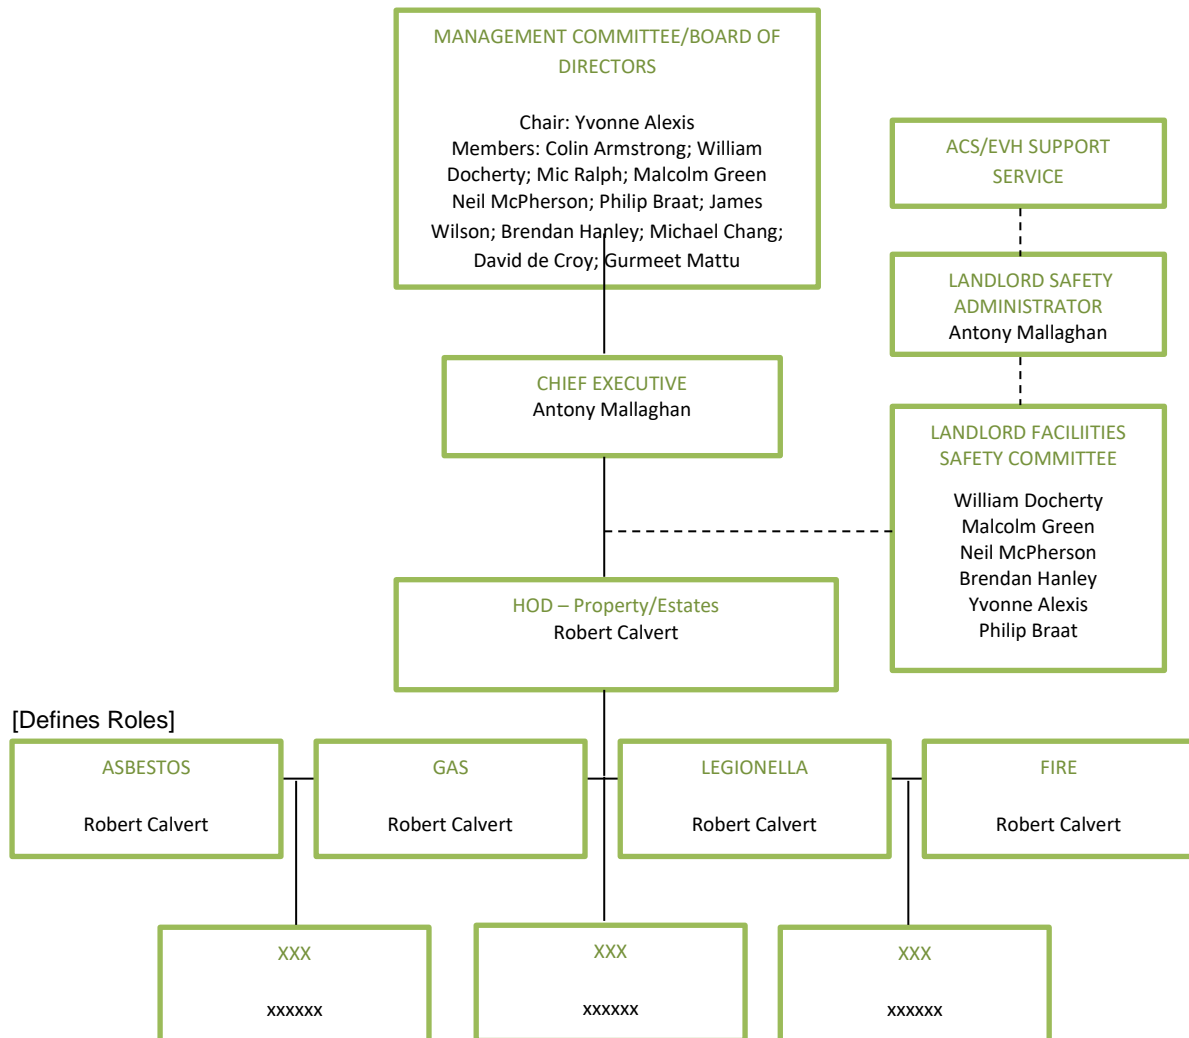 MANAGEMENT COMMITTEE/BOARD OF
DIRECTORS
Chair: Yvonne Alexis
Members: Colin Armstrong; William
Docherty; Mic Ralph; Malcolm Green
Neil McPherson; Philip Braat; James
Wilson; Brendan Hanley; Michael Chang;
David de Croy; Gurmeet Mattu
ACS/EVH SUPPORT
SERVICE
LANDLORD SAFETY
ADMINISTRATOR
Antony Mallaghan
CHIEF EXECUTIVE
Antony Mallaghan
LANDLORD FACILIITIES
SAFETY COMMITTEE
William Docherty
Malcolm Green
Neil McPherson
Brendan Hanley
Yvonne Alexis
Philip Braat
HOD – Property/Estates
Robert Calvert
[Defines Roles]
ASBESTOS
Robert Calvert
GAS
Robert Calvert
LEGIONELLA
Robert Calvert
FIRE
Robert Calvert
XXX
xxxxxx
XXX
xxxxxx
XXX
xxxxxx